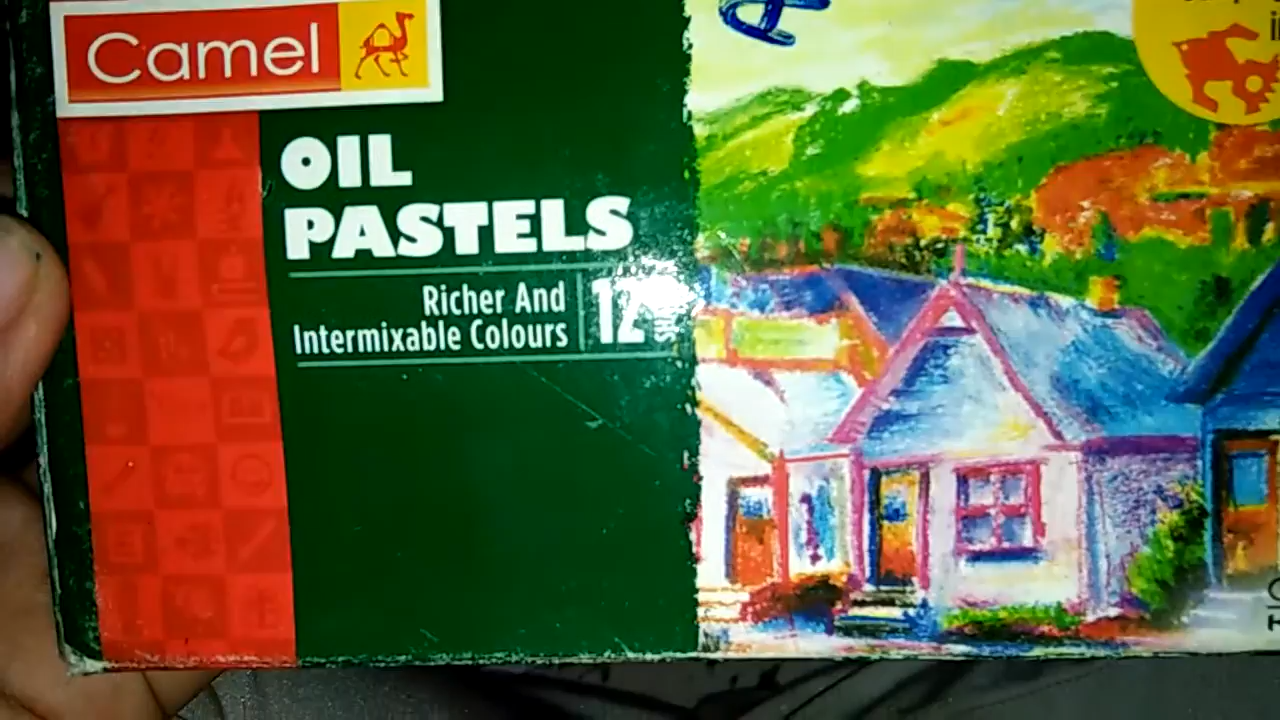 Camel
OIL
PASTELS
Richer And
Intermixable Colours
12